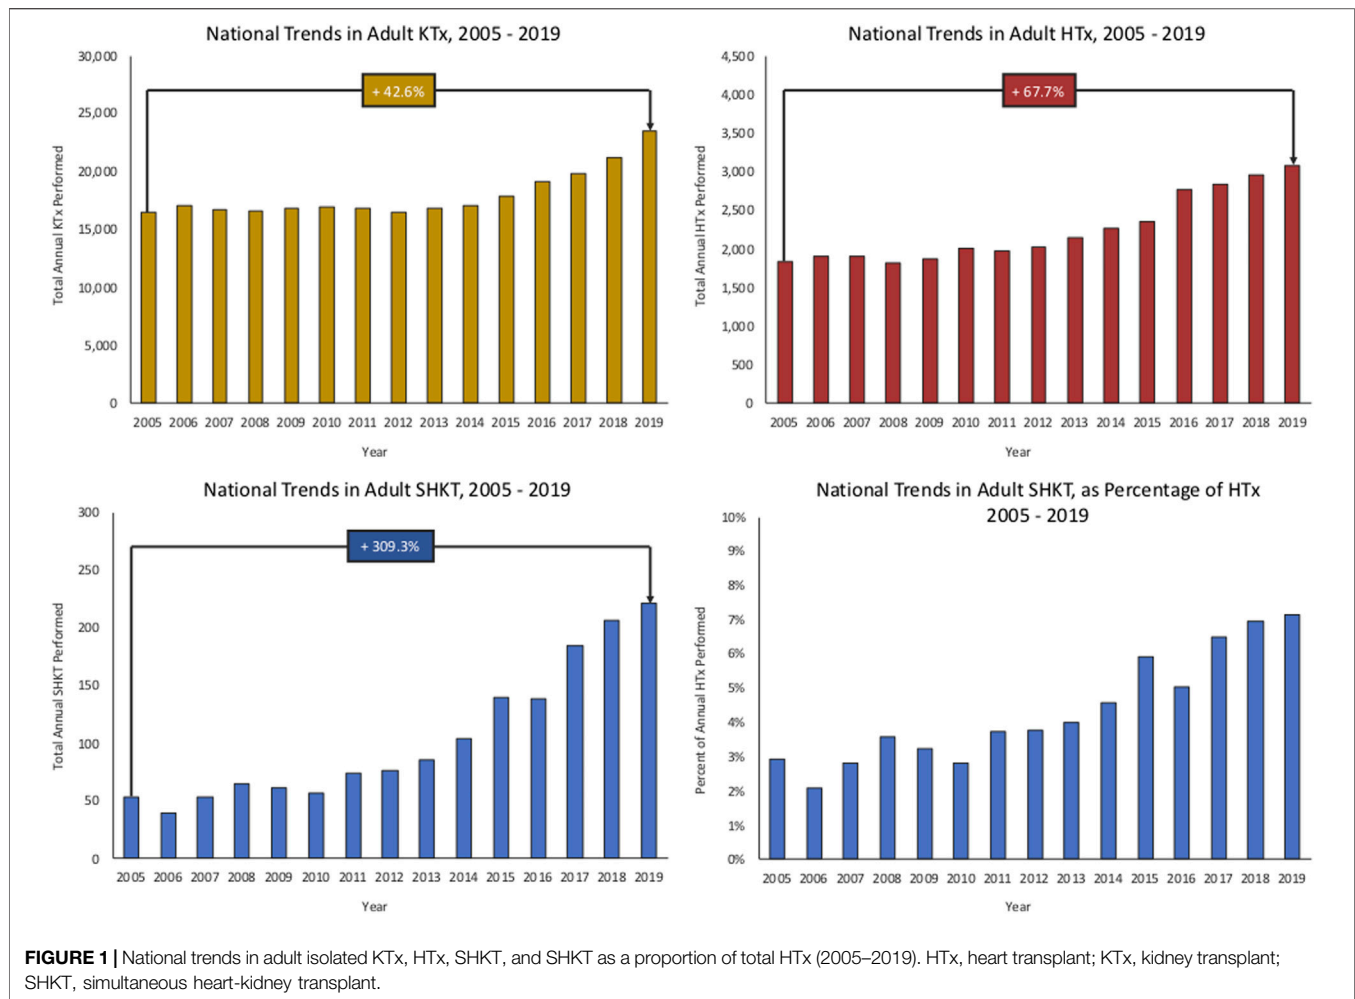 National Trends in Adult KTx, 2005 - 2019
30,000
25,000
20,000
15,000
10,000
5,000
0
Total Annual KTx Performed
+ 42.6%
2005 2006 2007 2008 2009 2010 2011 2012 2013 2014 2015 2016 2017 2018 2019
Year
National Trends in Adult HTx, 2005 - 2019
4,500
4,000
3,500
3,000
2,500
2,000
1,500
1,000
500
0
Total Annual HTx Performed
+ 67.7%
2005 2006 2007 2008 2009 2010 2011 2012 2013 2014 2015 2016 2017 2018 2019
Year
National Trends in Adult SHKT, 2005 - 2019
300
250
200
150
100
50
0
Total Annual SHKT Performed
+ 309.3%
2005 2006 2007 2008 2009 2010 2011 2012 2013 2014 2015 2016 2017 2018 2019
Year
National Trends in Adult SHKT, as Percentage of HTx
2005 - 2019
10%
9%
8%
7%
6%
5%
4%
3%
2%
1%
0%
Percent of Annual HTx Performed
2005 2006 2007 2008 2009 2010 2011 2012 2013 2014 2015 2016 2017 2018 2019
Year
FIGURE 1 | National trends in adult isolated KTx, HTx, SHKT, and SHKT as a proportion of total HTx (2005–2019). HTx, heart transplant; KTx, kidney transplant;
SHKT, simultaneous heart-kidney transplant.